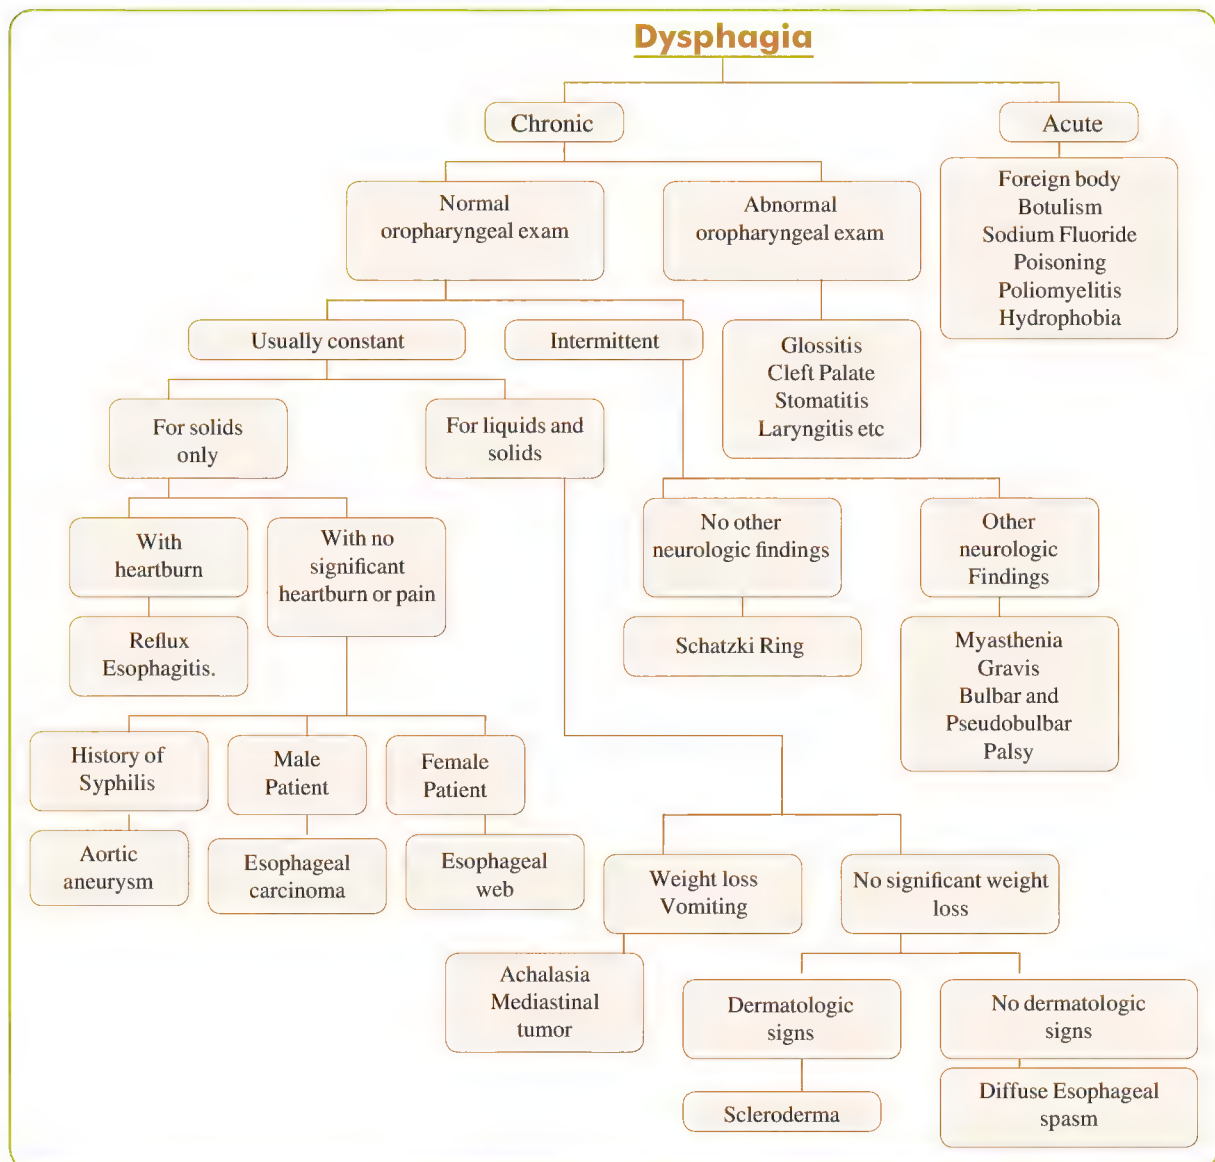 Dysphagia
Chronic
Acute
Normal
oropharyngeal exam
Abnormal
oropharyngeal exam
Foreign body
Botulism
Sodium Fluoride
Poisoning
Poliomyelitis
Hydrophobia
Usually constant
Intermittent
Glossitis
Cleft Palate
Stomatitis
Laryngitis etc
For solids
only
For liquids and
solids
With
heartburn
With no
significant
heartburn or pain
No other
neurologic findings
Other
neurologic
Findings
Reflux
Esophagitis.
Schatzki Ring
Myasthenia
Gravis
Bulbar and
Pseudobulbar
Palsy
History of
Syphilis
Male
Patient
Female
Patient
Aortic
aneurysm
Esophageal
carcinoma
Esophageal
web
Weight loss
Vomiting
No significant weight
loss
Achalasia
Mediastinal
tumor
Dermatologic
signs
No dermatologic
signs
Scleroderma
Diffuse Esophageal
spasm